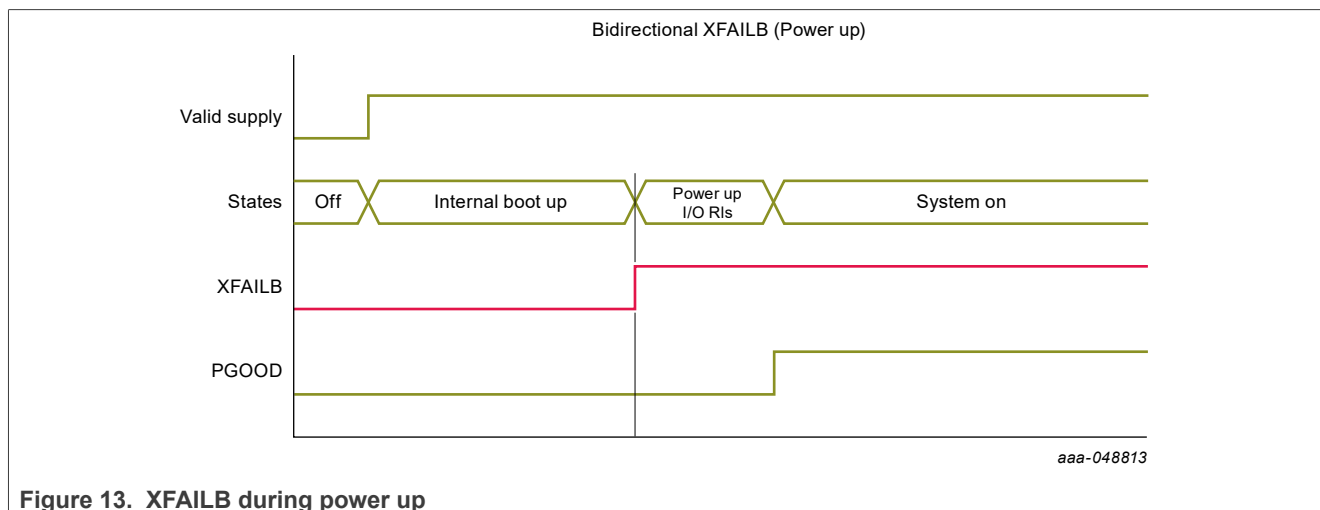 Bidirectional XFAILB (Power up)
Valid supply
States
Off
Internal boot up
Power up
I/O RIs
System on
XFAILB
PGOOD
aaa-048813
Figure 13. XFAILB during power up